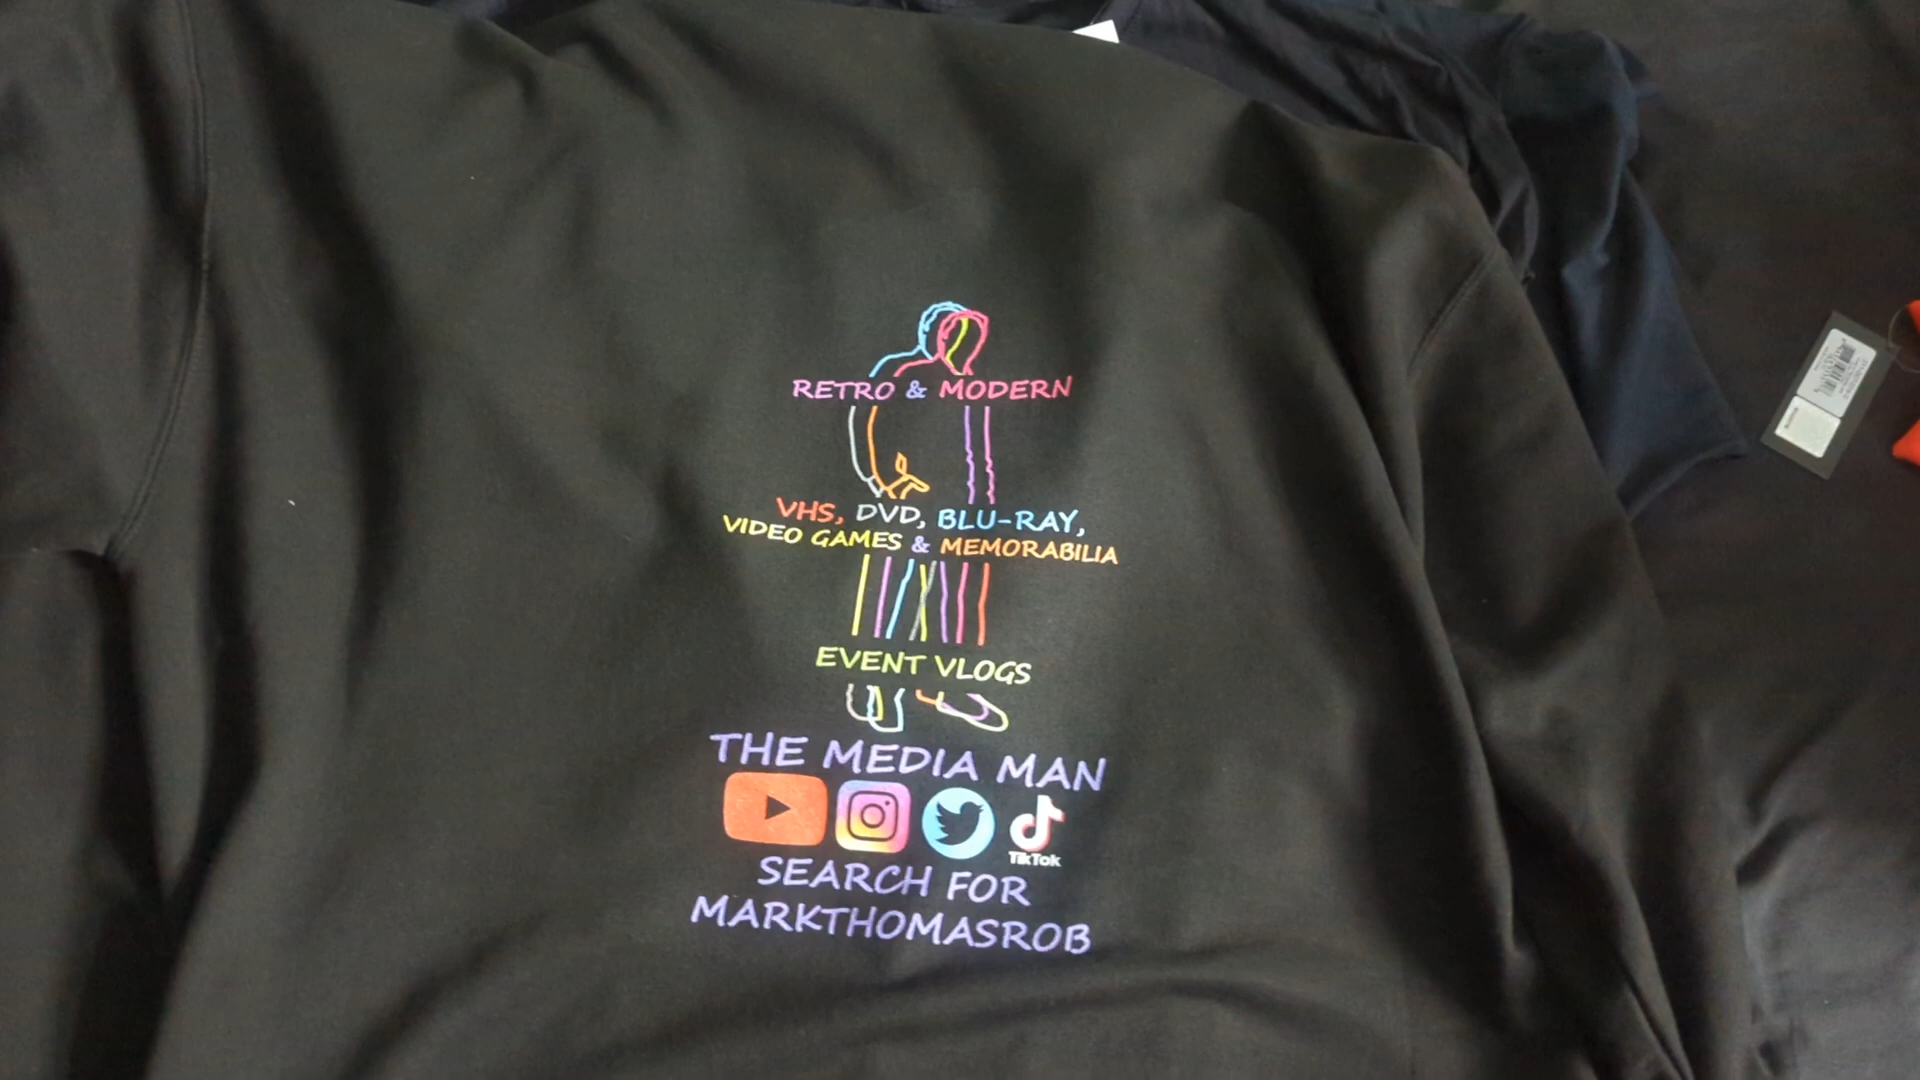 RETRO & MODERN
VHS, DVD, BLU-RAY,
VIDEO GAMES & MEMORABILIA
EVENT VLOGS
THE MEDIA MAN
TikTok
SEARCH FOR
MARKTHOMASROB